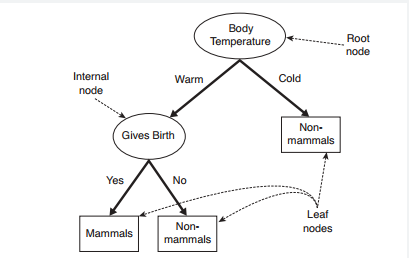 Body
Temperature
Root
node
Internal
node
Warm
Cold
Gives Birth
Non-
mammals
Yes
No
Mammals
Non-
mammals
Leaf
nodes